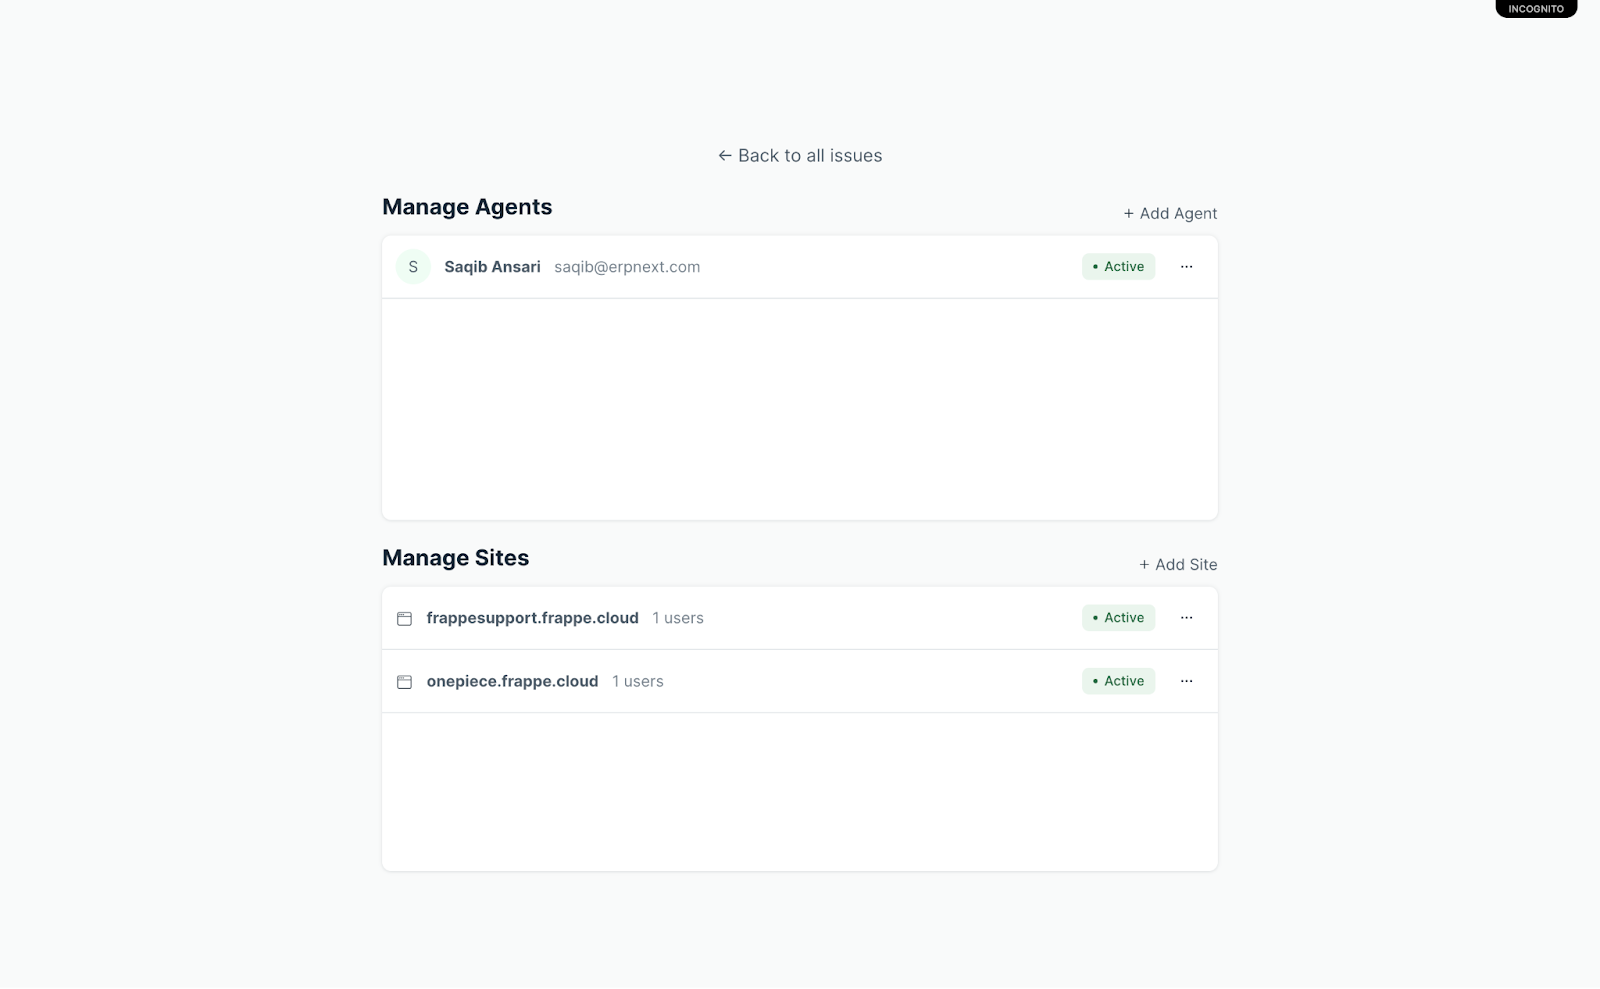 INCOGNITO
← Back to all issues
Manage Agents
+ Add Agent
S Saqib Ansari saqib@erpnext.com • Active ···
Manage Sites
+ Add Site
frappesupport.frappe.cloud 1 users • Active ···
onepiece.frappe.cloud 1 users • Active ···